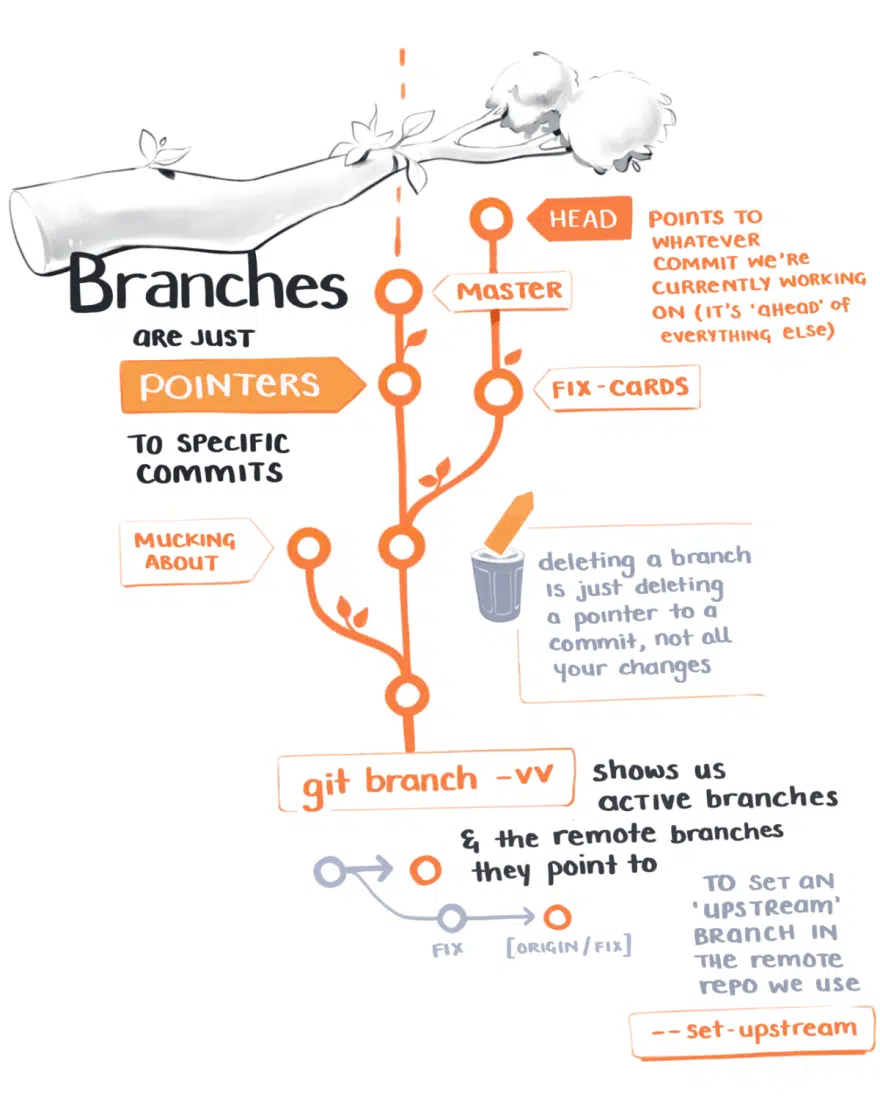 Branches
are just
POINTERS
TO SPECIFIC
COMMITS
HEAD
POINTS TO
WHATEVER
COMMIT WE'RE
CURRENTLY WORKING
ON (IT'S 'AHEAD' OF
EVERYTHING ELSE)
MASTER
FIX-CARDS
MUCKING
ABOUT
deleting a branch
is just deleting
a pointer to a
commit, not all
your changes
git branch -vv
shows us
active branches
& the remote branches
they point to
FIX
[ORIGIN/FIX]
TO SET AN
'UPSTREAM'
BRANCH IN
THE REMOTE
REPO WE USE
--set-upstream